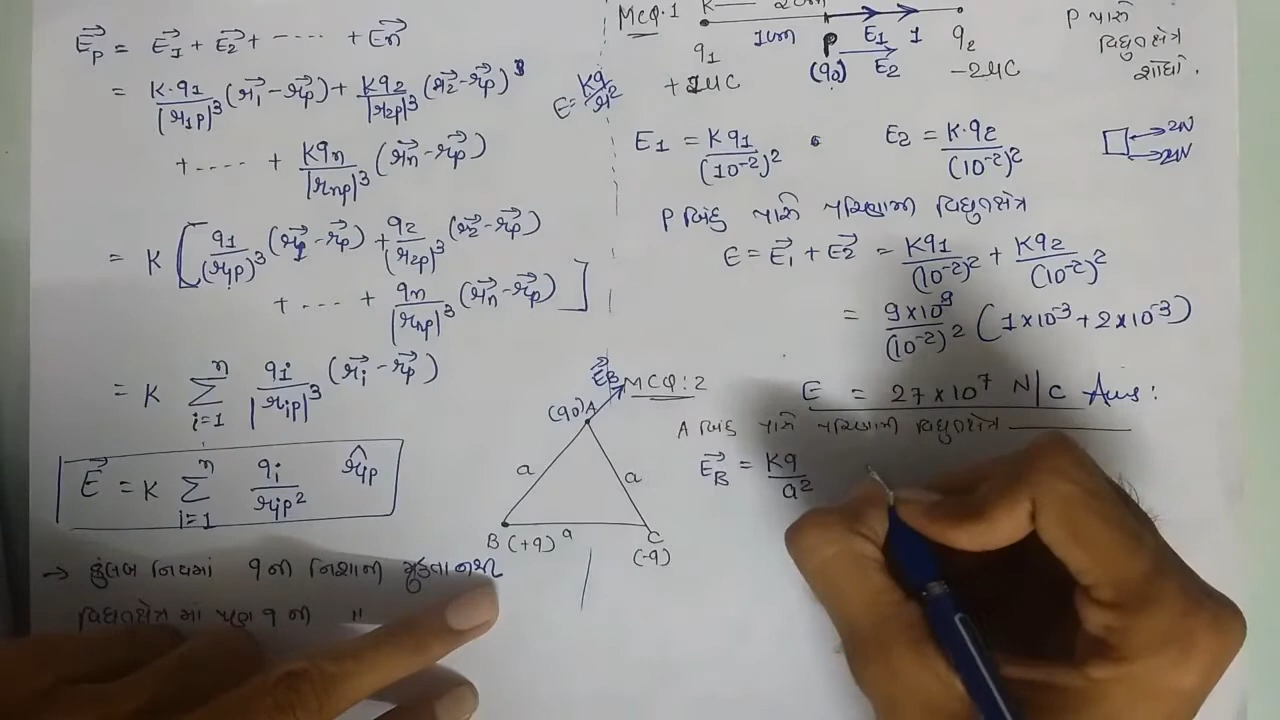 E⃗p = E⃗1 + E⃗2 + ---- + E⃗n
= K·q1/|r1p|³ (r⃗1 - r⃗p) + Kq2/|r2p|³ (r⃗2 - r⃗p)
+ ---- + Kqn/|rnp|³ (r⃗n - r⃗p)
= K [ q1/(r1p)³ (r⃗1 - r⃗p) + q2/(r2p)³ (r⃗2 - r⃗p)
+ --- + qn/|rnp|³ (r⃗n - r⃗p) ]
= K Σ n i=1 qi/|rip|³ (r⃗i - r⃗p)
E⃗ = K Σ n i=1 qi/rip² r̂ip
→ કુંલબ નિયમમાં q ની નિશાની મુકતા નથી
વિદ્યુતક્ષેત્ર માં પણ q ની "
E = Kq/r²
MCQ.1
K 2cm
1cm P E1 1 q2
q1 (q0) E2 -2μC
P પાસે
વિદ્યુતક્ષેત્ર
શોધો.
E1 = Kq1/(10⁻²)²
E2 = K·q2/(10⁻²)²
2N
2N
P બિંદુ પાસે પરિણામી વિદ્યુતક્ષેત્ર
E = E⃗1 + E⃗2 = Kq1/(10⁻²)² + Kq2/(10⁻²)²
= 9×10⁹/(10⁻²)² (1×10⁻³ + 2×10⁻³)
E = 27×10⁷ N/C Ans:
MCQ:2
E⃗B
(q0)A
a a
B (+q) a C
(-q)
A બિંદુ પાસે પરિણામી વિદ્યુતક્ષેત્ર
E⃗B = Kq/a²